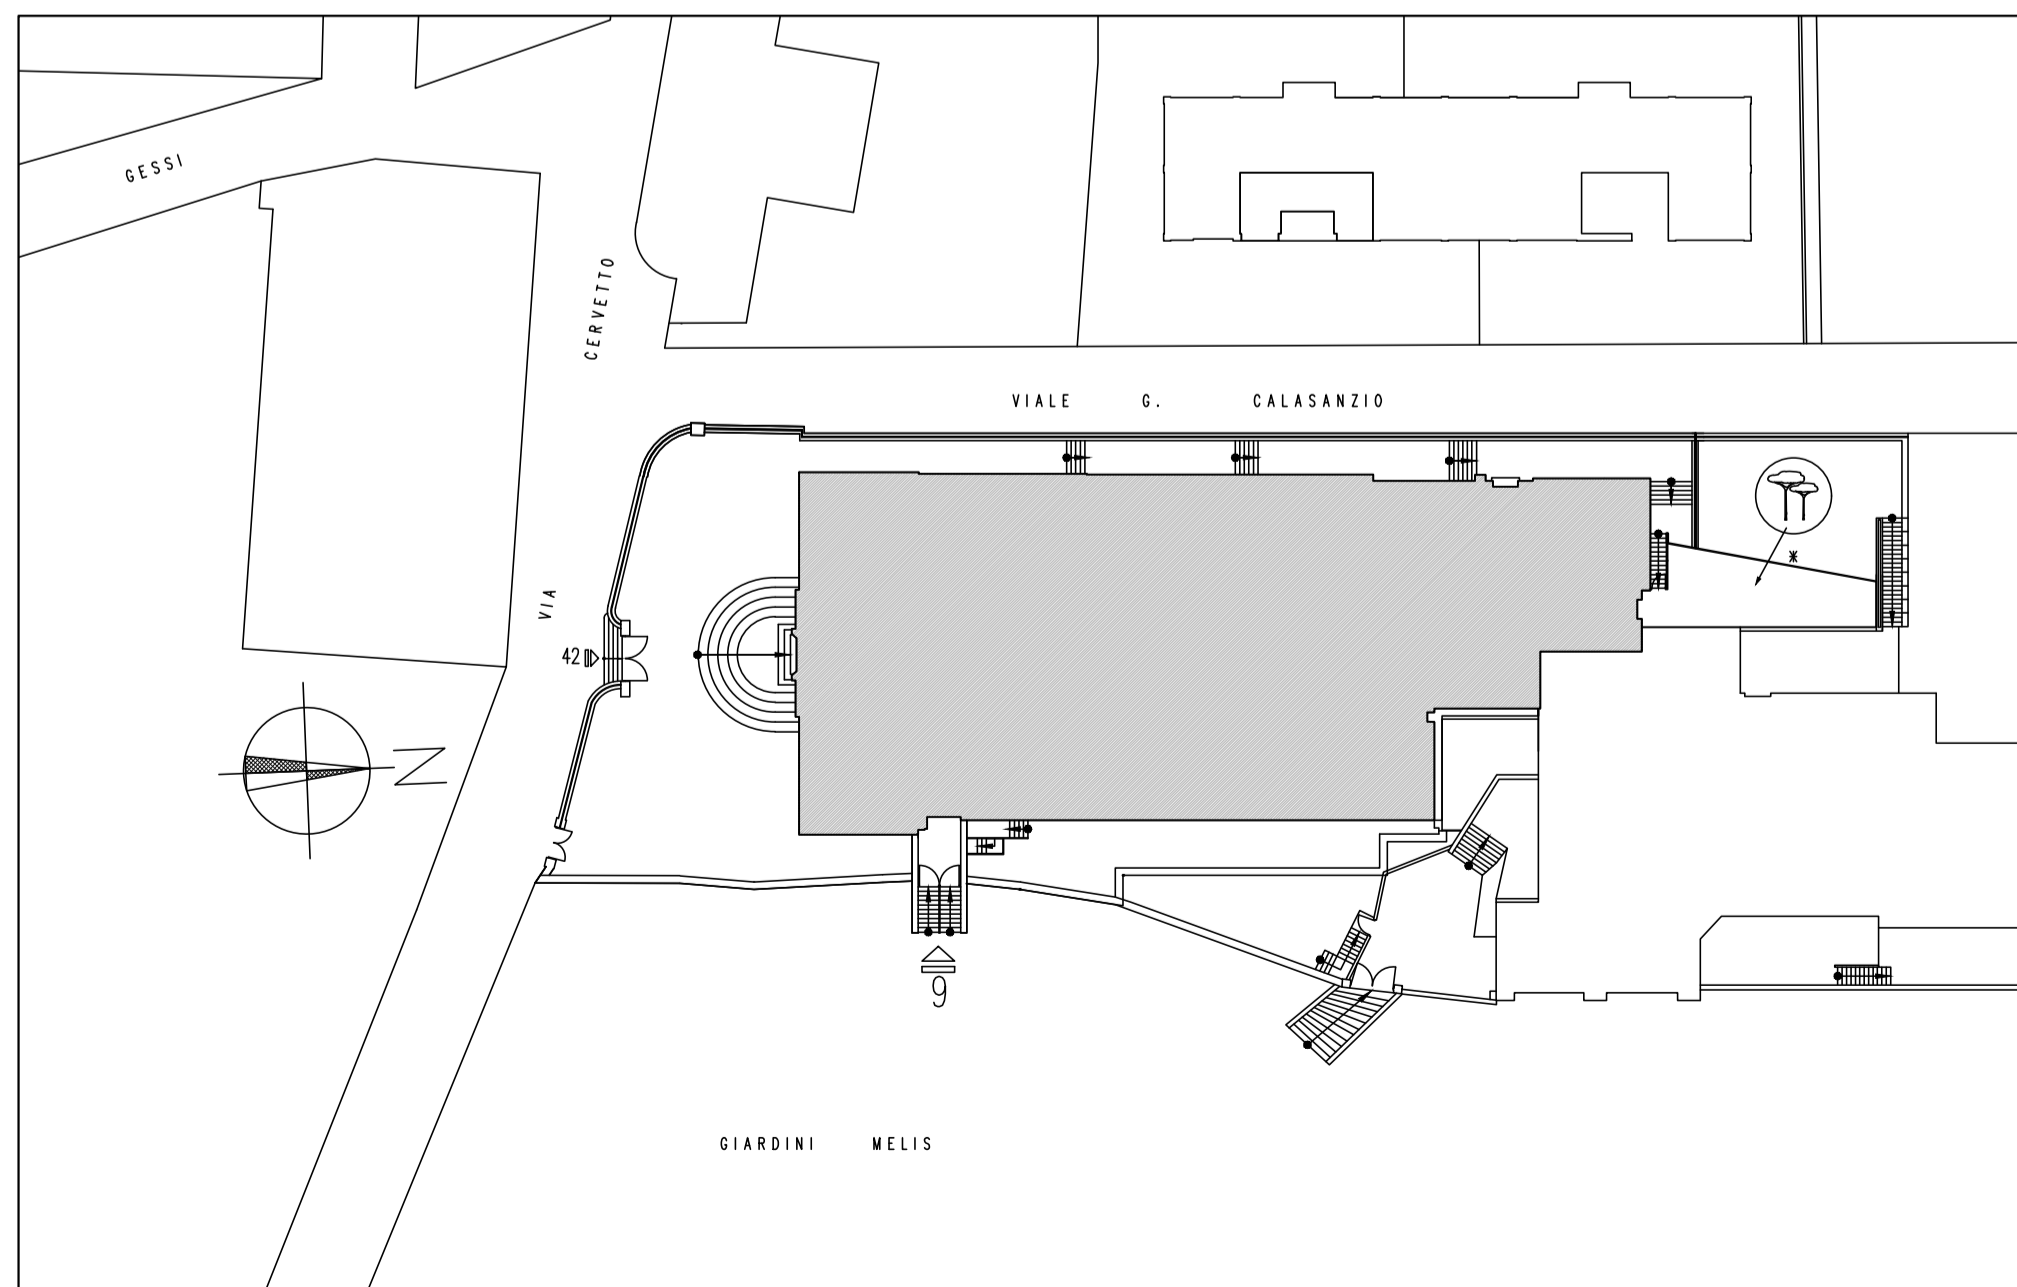 GESSI
CERVETTO
VIALE G. CALASANZIO
VIA
42
N
9
GIARDINI MELIS